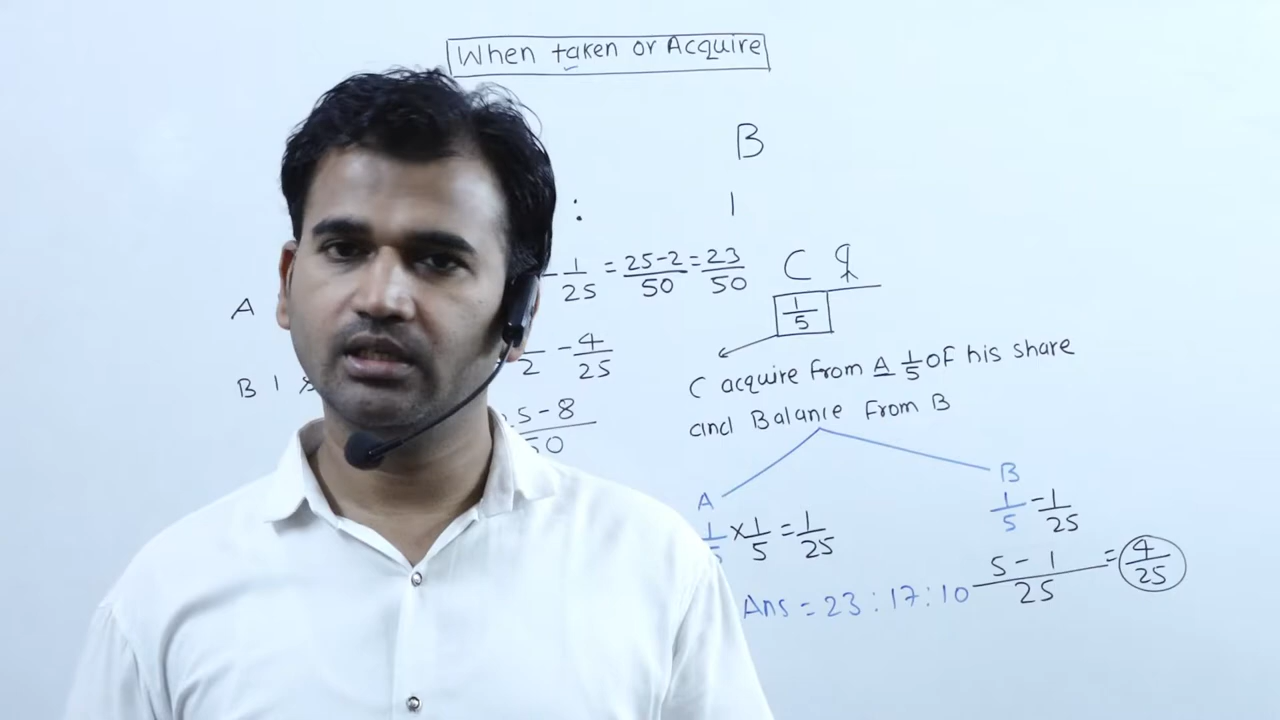 When taken or Acquire
B
: 1
A - 1/25 = 25-2/50 = 23/50
C
1/5
B 1 2 - 4/25
5-8/50
C acquire from A 1/5 of his share
and Balance from B
A B
1/5 × 1/5 = 1/25
1/5 - 1/25
5-1/25 = 4/25
Ans = 23 : 17 : 10